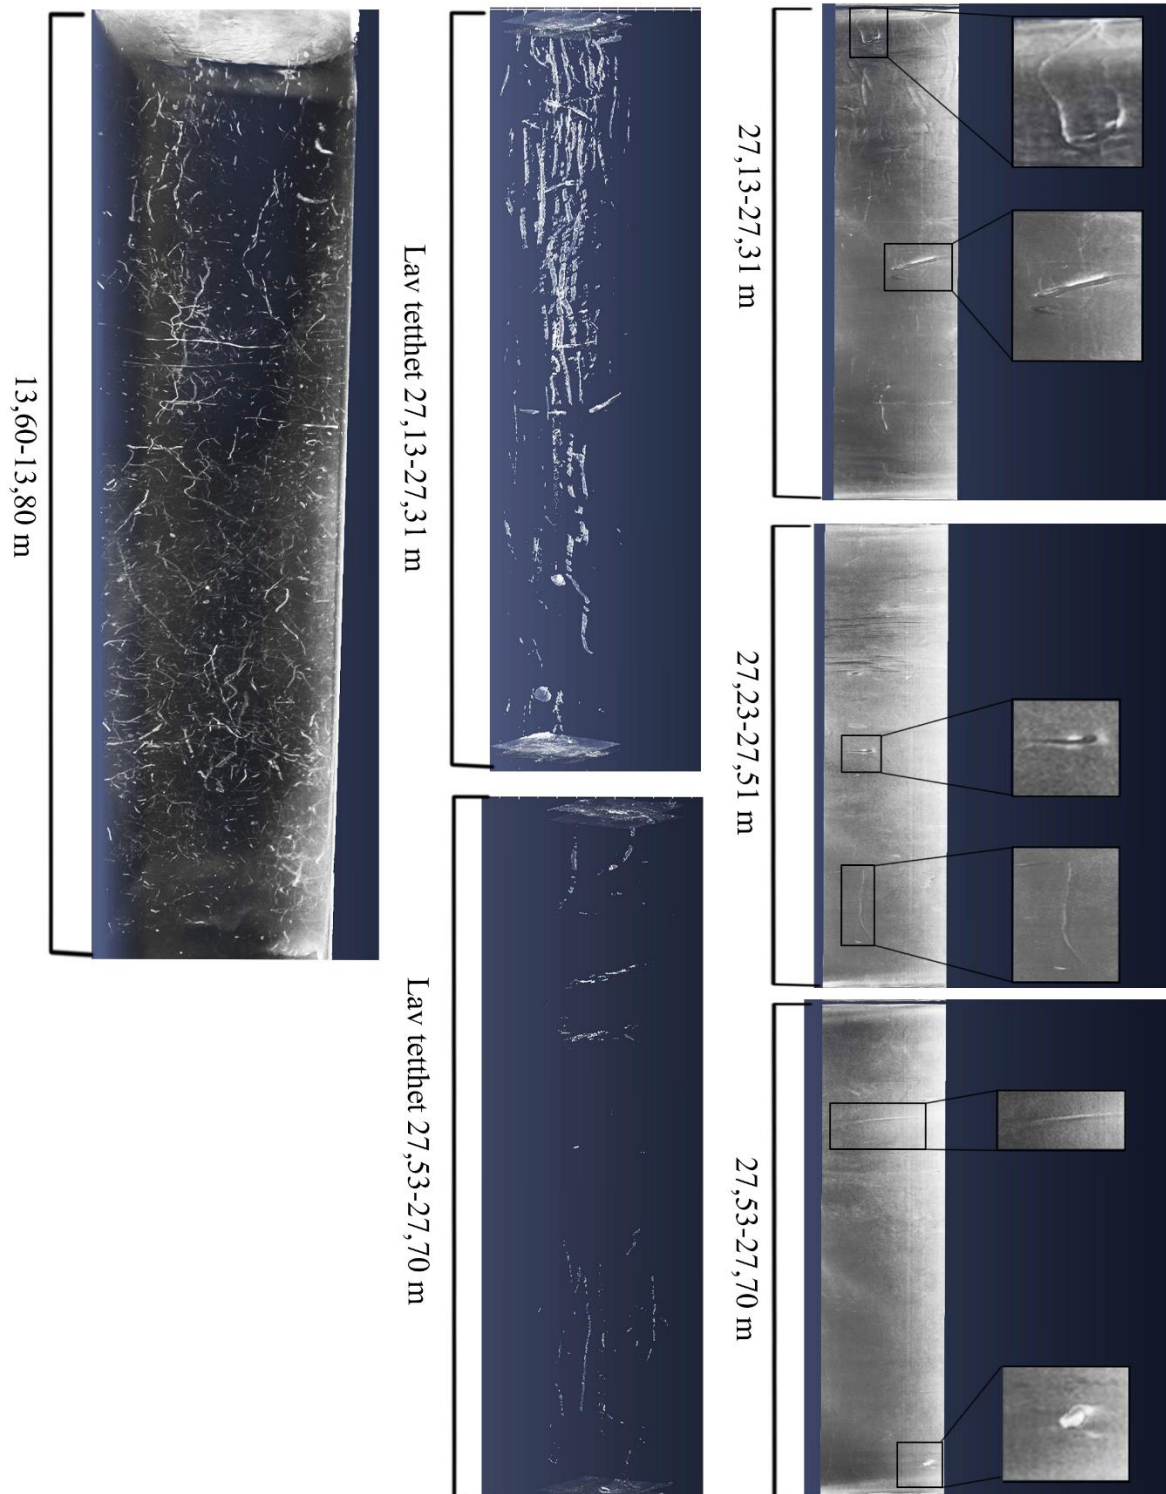 27,13-27,31 m
27,23-27,51 m
27,53-27,70 m
Lav tetthet 27,13-27,31 m
Lav tetthet 27,53-27,70 m
13,60-13,80 m